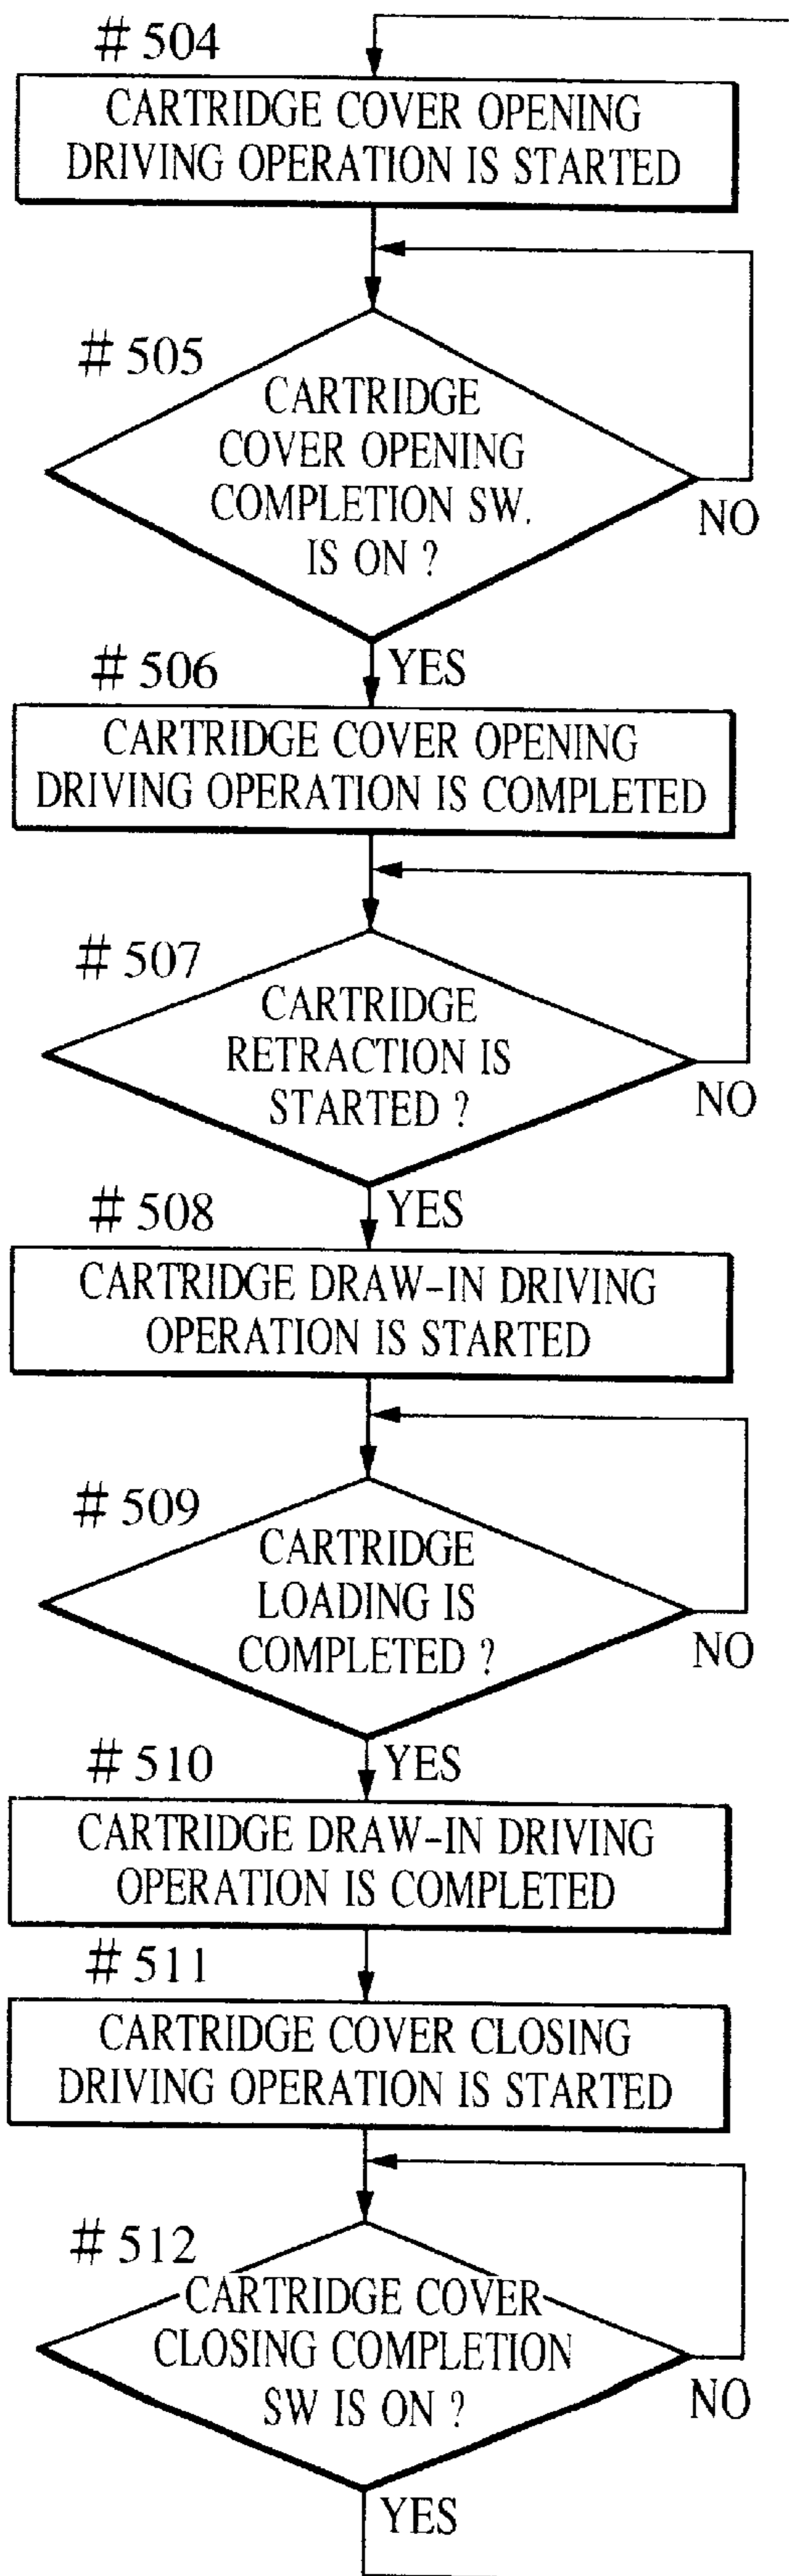 # 504
CARTRIDGE COVER OPENING
DRIVING OPERATION IS STARTED
# 505
CARTRIDGE
COVER OPENING
COMPLETION SW.
IS ON ?
NO
YES
# 506
CARTRIDGE COVER OPENING
DRIVING OPERATION IS COMPLETED
# 507
CARTRIDGE
RETRACTION IS
STARTED ?
NO
YES
# 508
CARTRIDGE DRAW-IN DRIVING
OPERATION IS STARTED
# 509
CARTRIDGE
LOADING IS
COMPLETED ?
NO
YES
# 510
CARTRIDGE DRAW-IN DRIVING
OPERATION IS COMPLETED
# 511
CARTRIDGE COVER CLOSING
DRIVING OPERATION IS STARTED
# 512
CARTRIDGE COVER
CLOSING COMPLETION
SW IS ON ?
NO
YES